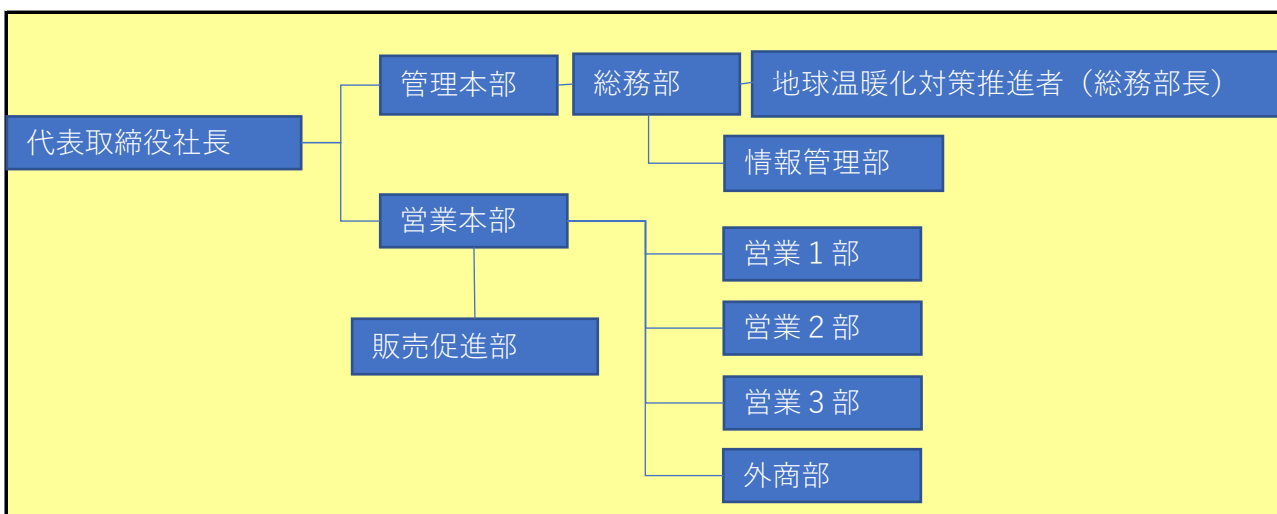 代表取締役社長
管理本部
総務部
地球温暖化対策推進者（総務部長）
情報管理部
営業本部
販売促進部
営業１部
営業２部
営業３部
外商部